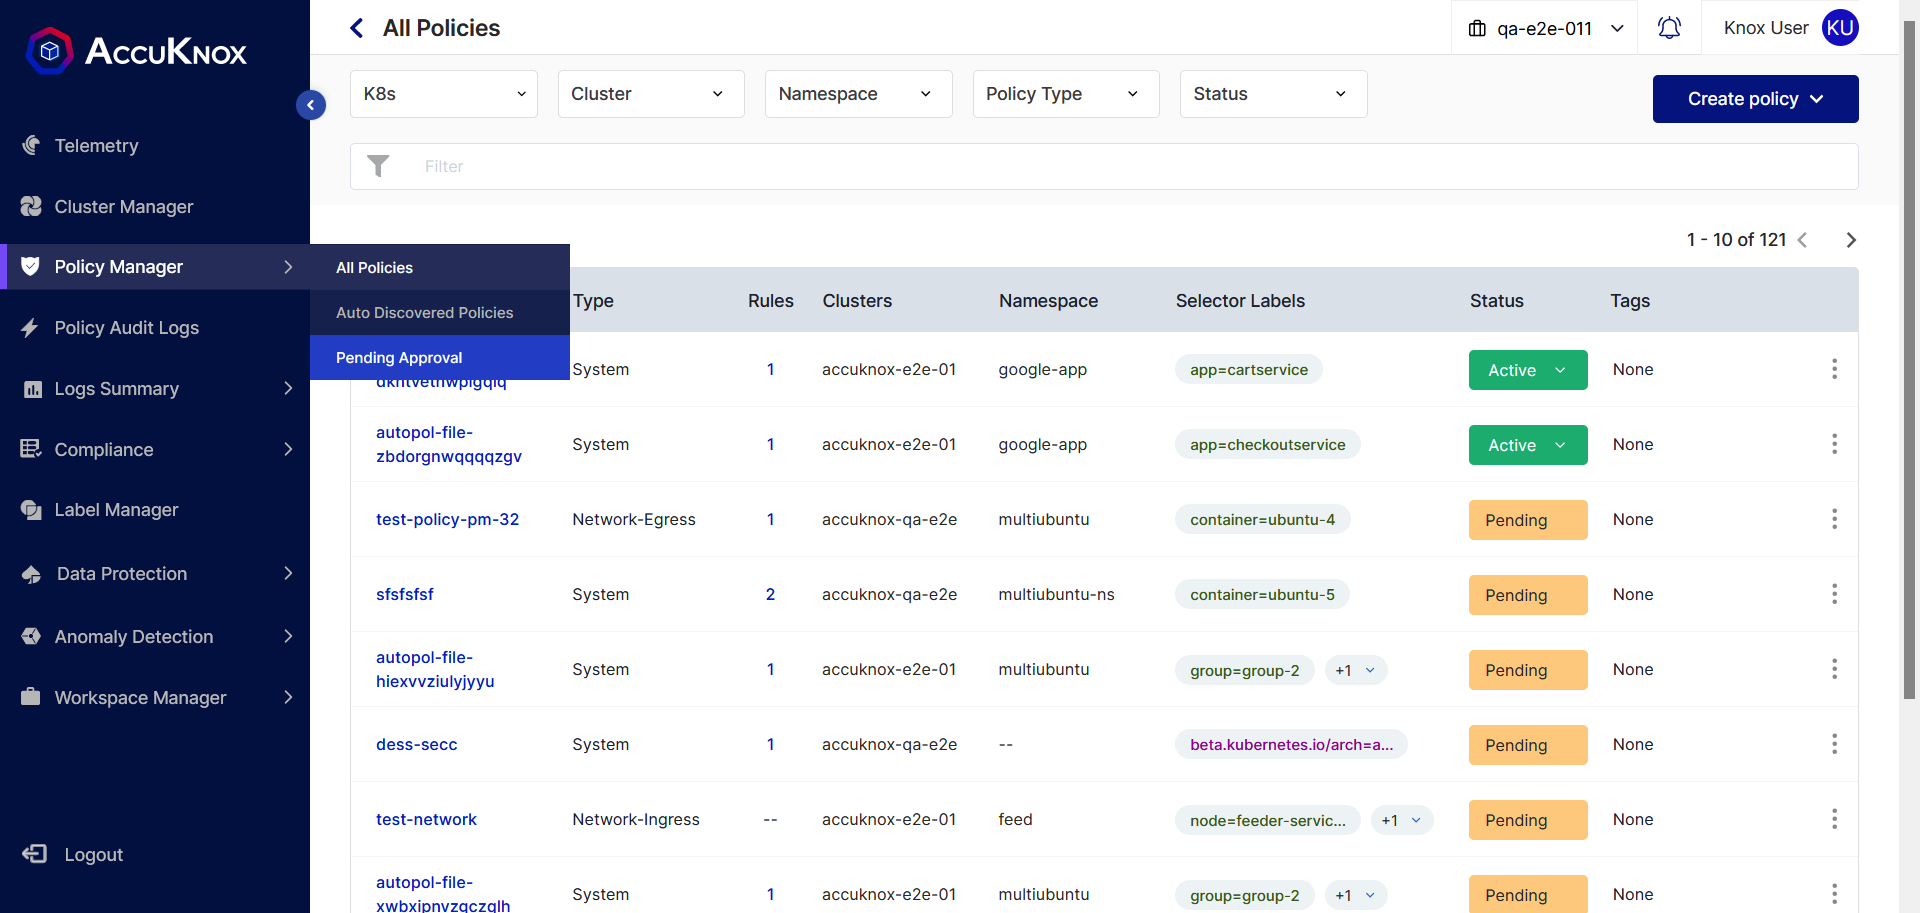 ACCUKNOX
Telemetry
Cluster Manager
Policy Manager
Policy Audit Logs
Logs Summary
Compliance
Label Manager
Data Protection
Anomaly Detection
Workspace Manager
Logout
All Policies
Auto Discovered Policies
Pending Approval
All Policies
qa-e2e-011
Knox User KU
K8s Cluster Namespace Policy Type Status
Create policy
Filter
1 - 10 of 121
Type Rules Clusters Namespace Selector Labels Status Tags
System 1 accuknox-e2e-01 google-app app=cartservice Active None
autopol-file-
zbdorgnwqqqqzgv
System 1 accuknox-e2e-01 google-app app=checkoutservice Active None
test-policy-pm-32 Network-Egress 1 accuknox-qa-e2e multiubuntu container=ubuntu-4 Pending None
sfsfsfsf System 2 accuknox-qa-e2e multiubuntu-ns container=ubuntu-5 Pending None
autopol-file-
hiexvvziulyjyyu
System 1 accuknox-e2e-01 multiubuntu group=group-2 +1 Pending None
dess-secc System 1 accuknox-qa-e2e -- beta.kubernetes.io/arch=a... Pending None
test-network Network-Ingress -- accuknox-e2e-01 feed node=feeder-servic... +1 Pending None
autopol-file-
xwbxipnvzqczqlh
System 1 accuknox-e2e-01 multiubuntu group=group-2 +1 Pending None